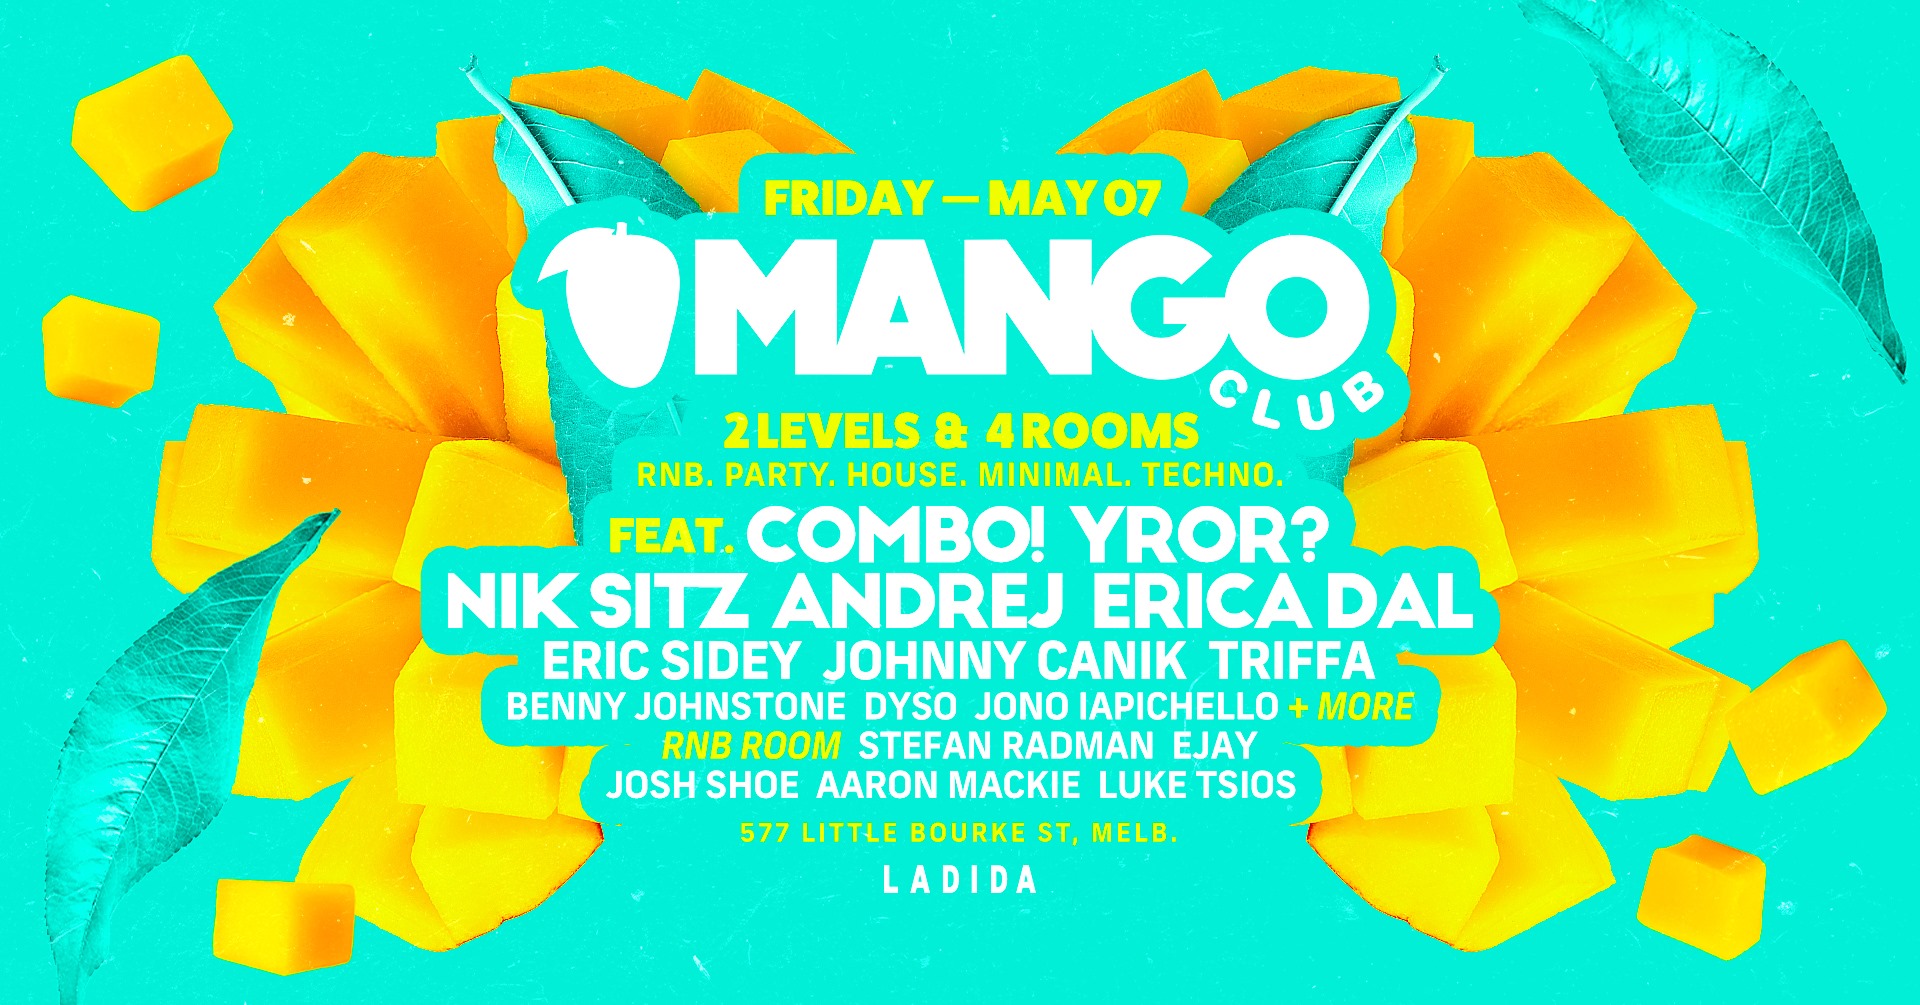 FRIDAY — MAY 07
MANGO
CLUB
2 LEVELS & 4 ROOMS
RNB. PARTY. HOUSE. MINIMAL. TECHNO.
FEAT. COMBO! YROR?
NIK SITZ ANDREJ ERICA DAL
ERIC SIDEY JOHNNY CANIK TRIFFA
BENNY JOHNSTONE DYSO JONO IAPICHELLO + MORE
RNB ROOM STEFAN RADMAN EJAY
JOSH SHOE AARON MACKIE LUKE TSIOS
577 LITTLE BOURKE ST, MELB.
LADIDA